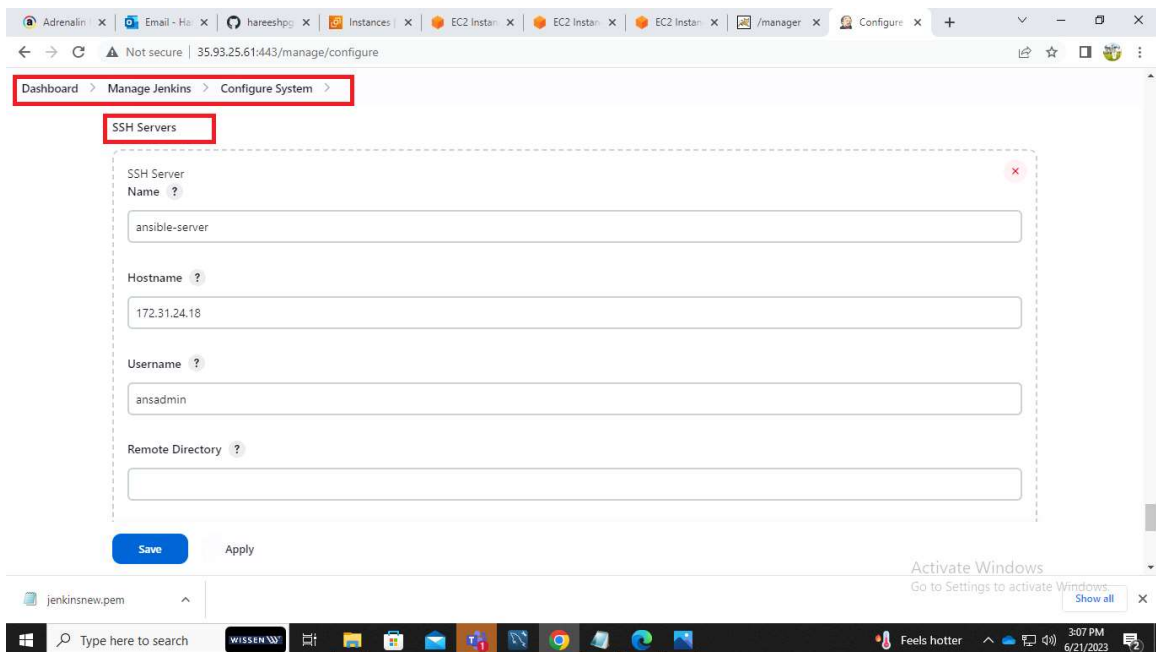 Adrenalin
Email - Ha
hareeshpg
Instances |
EC2 Instan
EC2 Instan
EC2 Instan
/manager
Configure
Not secure | 35.93.25.61:443/manage/configure
Dashboard > Manage Jenkins > Configure System >
SSH Servers
SSH Server
Name ?
ansible-server
Hostname ?
172.31.24.18
Username ?
ansadmin
Remote Directory ?
Save Apply
Activate Windows
Go to Settings to activate Windows.
jenkinsnew.pem
Show all
Type here to search
WISSEN
Feels hotter
3:07 PM
6/21/2023
2